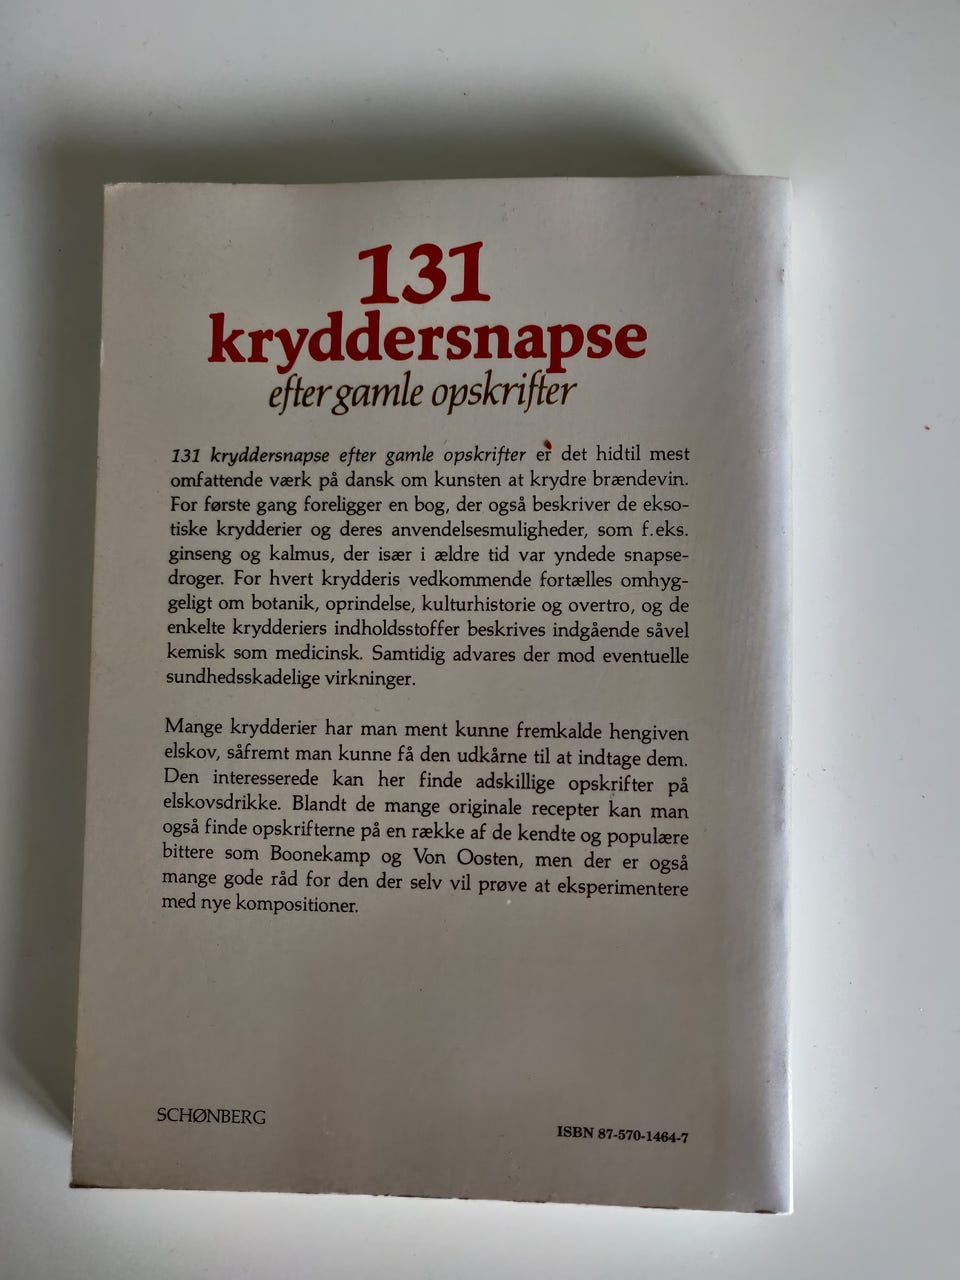 131
kryddersnapse
efter gamle opskrifter
131 kryddersnapse efter gamle opskrifter er det hidtil mest
omfattende værk på dansk om kunsten at krydre brændevin.
For første gang foreligger en bog, der også beskriver de ekso-
tiske krydderier og deres anvendelsesmuligheder, som f.eks.
ginseng og kalmus, der især i ældre tid var yndede snapse-
droger. For hvert krydderis vedkommende fortælles omhyg-
geligt om botanik, oprindelse, kulturhistorie og overtro, og de
enkelte krydderiers indholdsstoffer beskrives indgående såvel
kemisk som medicinsk. Samtidig advares der mod eventuelle
sundhedsskadelige virkninger.
Mange krydderier har man ment kunne fremkalde hengiven
elskov, såfremt man kunne få den udkårne til at indtage dem.
Den interesserede kan her finde adskillige opskrifter på
elskovsdrikke. Blandt de mange originale recepter kan man
også finde opskrifterne på en række af de kendte og populære
bittere som Boonekamp og Von Oosten, men der er også
mange gode råd for den der selv vil prøve at eksperimentere
med nye kompositioner.
SCHØNBERG
ISBN 87-570-1464-7